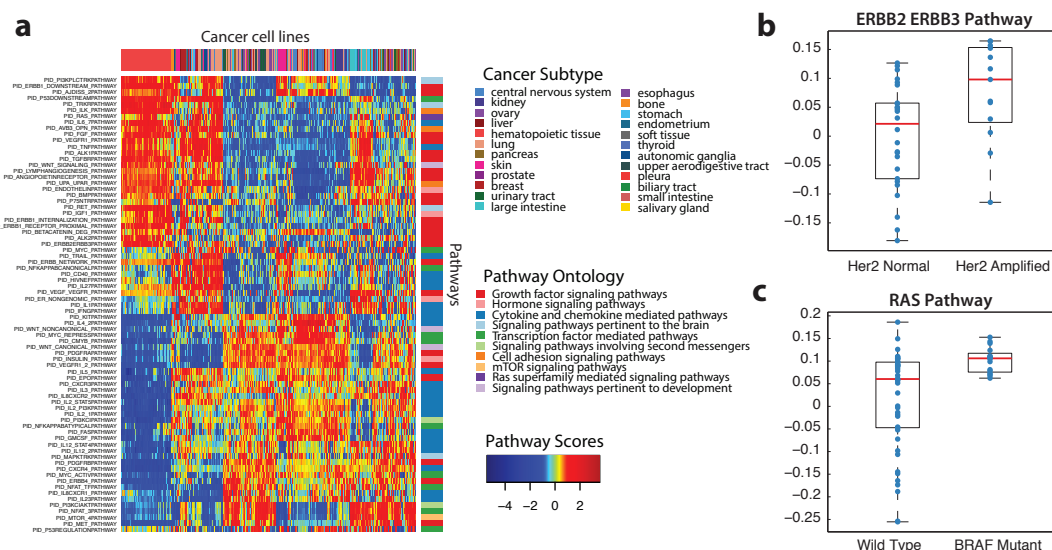 a
Cancer cell lines
PID_PI3KPLCTRKPATHWAY
PID_ERBB1_DOWNSTREAM_PATHWAY
PID_AJDISS_2PATHWAY
PID_P53DOWNSTREAMPATHWAY
PID_TRKRPATHWAY
PID_ILK_PATHWAY
PID_RAS_PATHWAY
PID_IL6_7PATHWAY
PID_AVB3_OPN_PATHWAY
PID_FGF_PATHWAY
PID_VEGFR1_PATHWAY
PID_TNFPATHWAY
PID_ALK1PATHWAY
PID_TGFBRPATHWAY
PID_WNT_SIGNALING_PATHWAY
PID_LYMPHANGIOGENESIS_PATHWAY
PID_ANGIOPOIETINRECEPTOR_PATHWAY
PID_UPA_UPAR_PATHWAY
PID_ENDOTHELINPATHWAY
PID_BMPPATHWAY
PID_P75NTRPATHWAY
PID_RET_PATHWAY
PID_IGF1_PATHWAY
PID_ERBB1_INTERNALIZATION_PATHWAY
PID_ERBB1_RECEPTOR_PROXIMAL_PATHWAY
PID_BETACATENIN_DEG_PATHWAY
PID_ALK2PATHWAY
PID_ERBB2ERBB3PATHWAY
PID_MYC_PATHWAY
PID_TRAIL_PATHWAY
PID_ERBB_NETWORK_PATHWAY
PID_NFKAPPABCANONICALPATHWAY
PID_CD40_PATHWAY
PID_HIVNEFPATHWAY
PID_IL27PATHWAY
PID_VEGF_VEGFR_PATHWAY
PID_ER_NONGENOMIC_PATHWAY
PID_IL1PATHWAY
PID_IFNGPATHWAY
PID_KITPATHWAY
PID_IL4_2PATHWAY
PID_WNT_NONCANONICAL_PATHWAY
PID_MYC_REPRESSPATHWAY
PID_CMYB_PATHWAY
PID_WNT_CANONICAL_PATHWAY
PID_PDGFRAPATHWAY
PID_INSULIN_PATHWAY
PID_VEGFR1_2_PATHWAY
PID_IL5_PATHWAY
PID_EPOPATHWAY
PID_CXCR3PATHWAY
PID_IL3_PATHWAY
PID_IL8CXCR2_PATHWAY
PID_IL2_STAT5PATHWAY
PID_IL2_PI3KPATHWAY
PID_IL2_1PATHWAY
PID_PI3KCIPATHWAY
PID_NFKAPPABATYPICALPATHWAY
PID_FASPATHWAY
PID_GMCSF_PATHWAY
PID_IL12_STAT4PATHWAY
PID_IL12_2PATHWAY
PID_MAPKTRKPATHWAY
PID_PDGFRBPATHWAY
PID_CXCR4_PATHWAY
PID_MYC_ACTIVPATHWAY
PID_ERBB4_PATHWAY
PID_NFAT_TFPATHWAY
PID_IL8CXCR1_PATHWAY
PID_IL23PATHWAY
PID_PI3KCIAKTPATHWAY
PID_NFAT_3PATHWAY
PID_MTOR_4PATHWAY
PID_MET_PATHWAY
PID_P53REGULATIONPATHWAY
Pathways
Cancer Subtype
central nervous system
kidney
ovary
liver
hematopoietic tissue
lung
pancreas
skin
prostate
breast
urinary tract
large intestine
esophagus
bone
stomach
endometrium
soft tissue
thyroid
autonomic ganglia
upper aerodigestive tract
pleura
biliary tract
small intestine
salivary gland
Pathway Ontology
Growth factor signaling pathways
Hormone signaling pathways
Cytokine and chemokine mediated pathways
Signaling pathways pertinent to the brain
Transcription factor mediated pathways
Signaling pathways involving second messengers
Cell adhesion signaling pathways
mTOR signaling pathways
Ras superfamily mediated signaling pathways
Signaling pathways pertinent to development
Pathway Scores
−4 −2 0 2
b
ERBB2 ERBB3 Pathway
0.15
0.1
0.05
0
−0.05
−0.1
−0.15
Her2 Normal Her2 Amplified
c
RAS Pathway
0.2
0.15
0.1
0.05
0
−0.05
−0.1
−0.15
−0.2
−0.25
Wild Type BRAF Mutant